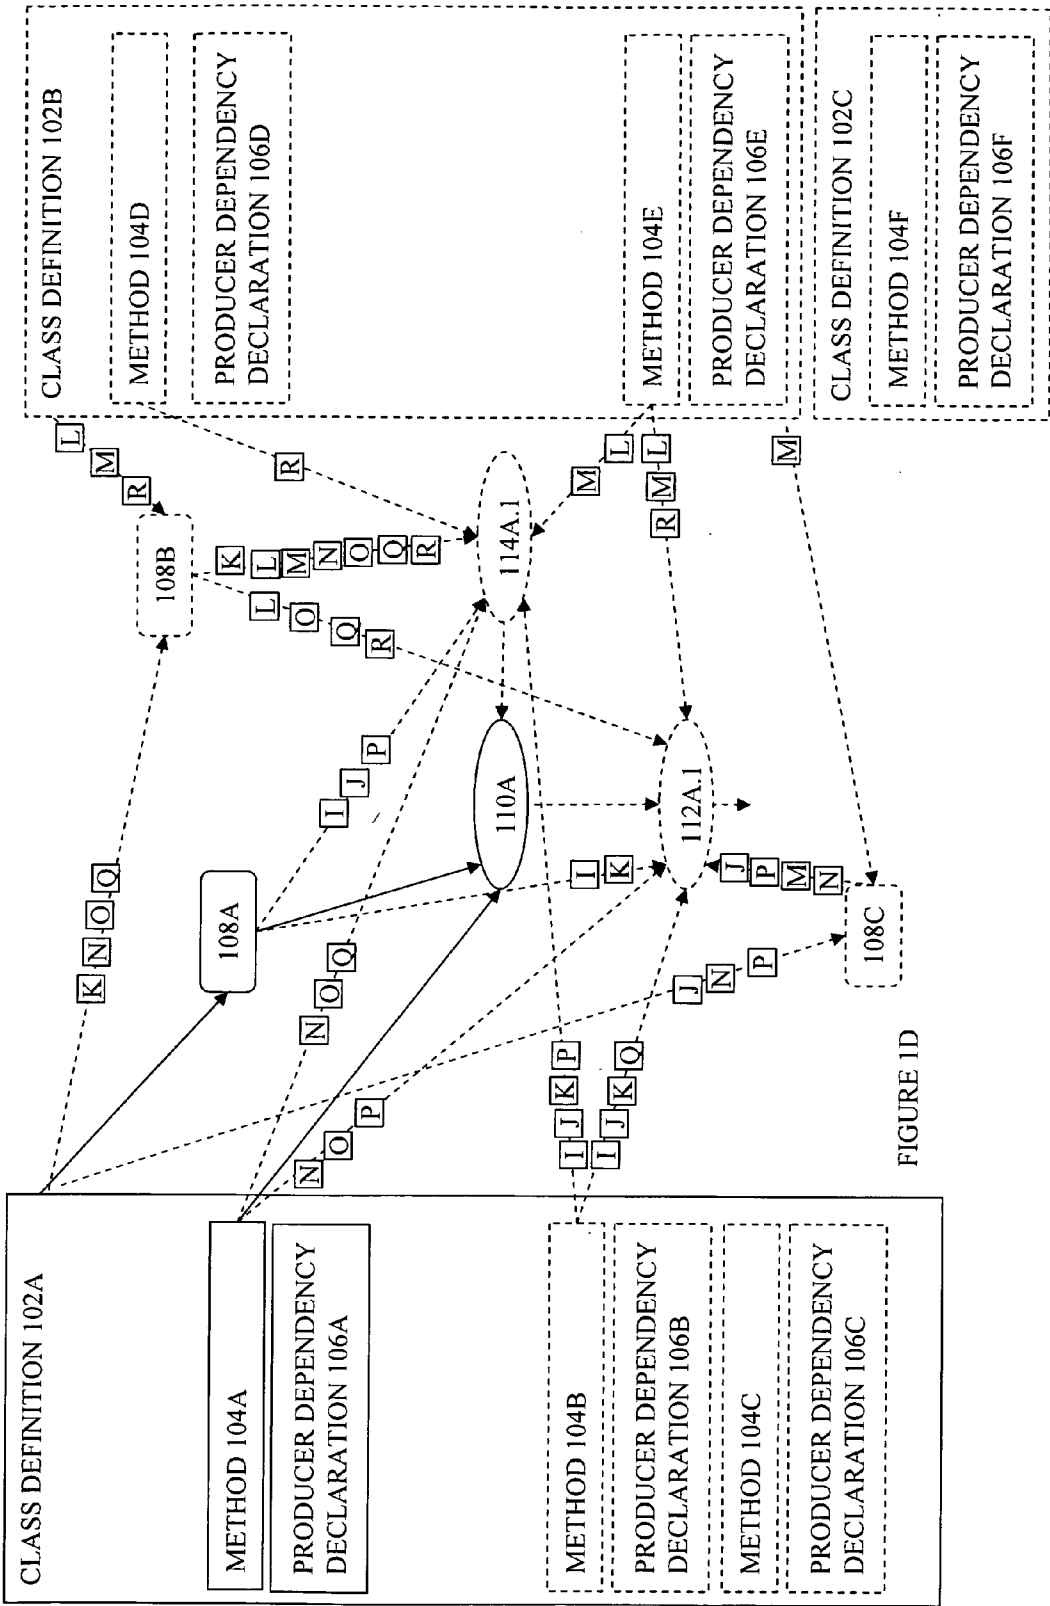 CLASS DEFINITION 102A
METHOD 104A
PRODUCER DEPENDENCY
DECLARATION 106A
METHOD 104B
PRODUCER DEPENDENCY
DECLARATION 106B
METHOD 104C
PRODUCER DEPENDENCY
DECLARATION 106C
K
N
O
Q
108A
I
J
P
N
O
Q
N
O
P
I
J
K
P
I
J
K
Q
J
N
P
I
K
110A
112A.1
J
P
M
N
108C
108B
K
L
M
N
O
Q
R
L
O
Q
R
114A.1
L
M
R
R
M
L
R
M
L
M
CLASS DEFINITION 102B
METHOD 104D
PRODUCER DEPENDENCY
DECLARATION 106D
METHOD 104E
PRODUCER DEPENDENCY
DECLARATION 106E
CLASS DEFINITION 102C
METHOD 104F
PRODUCER DEPENDENCY
DECLARATION 106F
FIGURE 1D